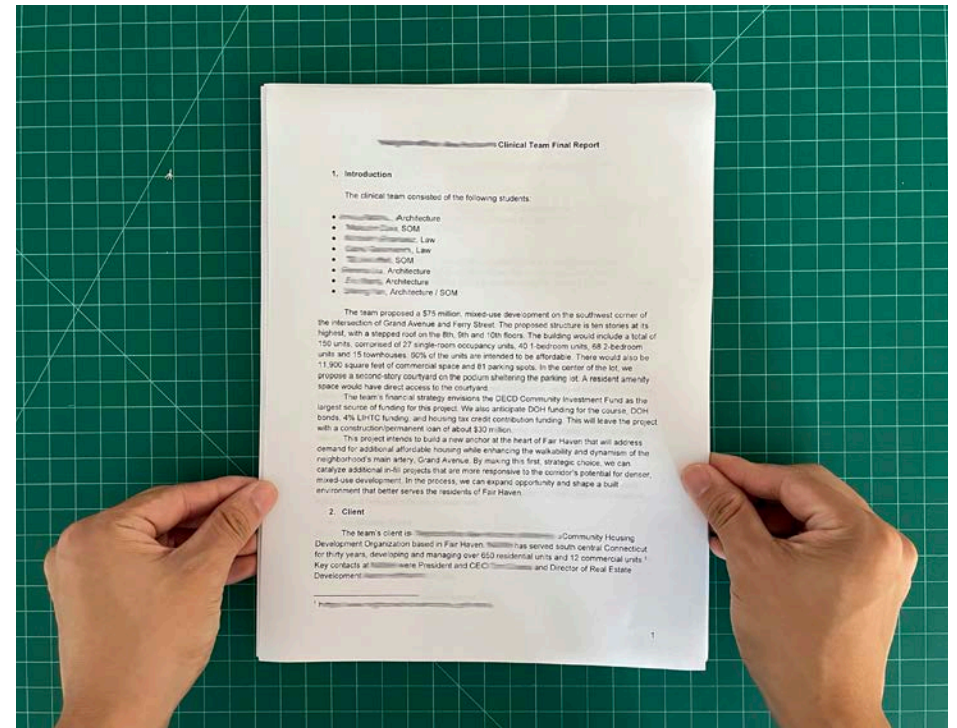 Clinical Team Final Report
1. Introduction
The clinical team consisted of the following students:
• Architecture
• SOM
• , Law
• , Law
• , SOM
• , Architecture
• , Architecture
• , Architecture / SOM
The team proposed a $75 million, mixed-use development on the southwest corner of
the intersection of Grand Avenue and Ferry Street. The proposed structure is ten stories at its
highest, with a stepped roof on the 8th, 9th and 10th floors. The building would include a total of
150 units, comprised of 27 single-room occupancy units, 40 1-bedroom units, 68 2-bedroom
units and 15 townhouses. 80% of the units are intended to be affordable. There would also be
11,900 square feet of commercial space and 81 parking spots. In the center of the lot, we
propose a second-story courtyard on the podium sheltering the parking lot. A resident amenity
space would have direct access to the courtyard.
The team's financial strategy envisions the DECD Community Investment Fund as the
largest source of funding for this project. We also anticipate DOH funding for the course, DOH
bonds, 4% LIHTC funding, and housing tax credit contribution funding. This will leave the project
with a construction/permanent loan of about $30 million.
This project intends to build a new anchor at the heart of Fair Haven that will address
demand for additional affordable housing while enhancing the walkability and dynamism of the
neighborhood's main artery, Grand Avenue. By making this first, strategic choice, we can
catalyze additional in-fill projects that are more responsive to the corridor's potential for denser,
mixed-use development. In the process, we can expand opportunity and shape a built
environment that better serves the residents of Fair Haven.
2. Client
The team's client is Community Housing
Development Organization based in Fair Haven. has served south central Connecticut
for thirty years, developing and managing over 650 residential units and 12 commercial units.¹
Key contacts at were President and CEO and Director of Real Estate
Development
1
1